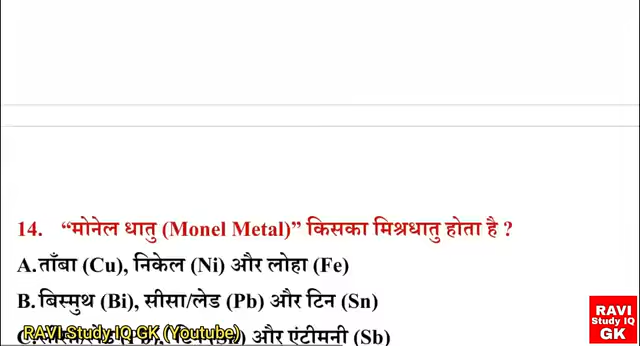 14. “मोनेल धातु (Monel Metal)” किसका मिश्रधातु होता है ?
A.ताँबा (Cu), निकेल (Ni) और लोहा (Fe)
B.बिस्मुथ (Bi), सीसा/लेड (Pb) और टिन (Sn)
और एंटीमनी (Sb)
RAVI Study IQ GK (Youtube)
RAVI
Study IQ
GK